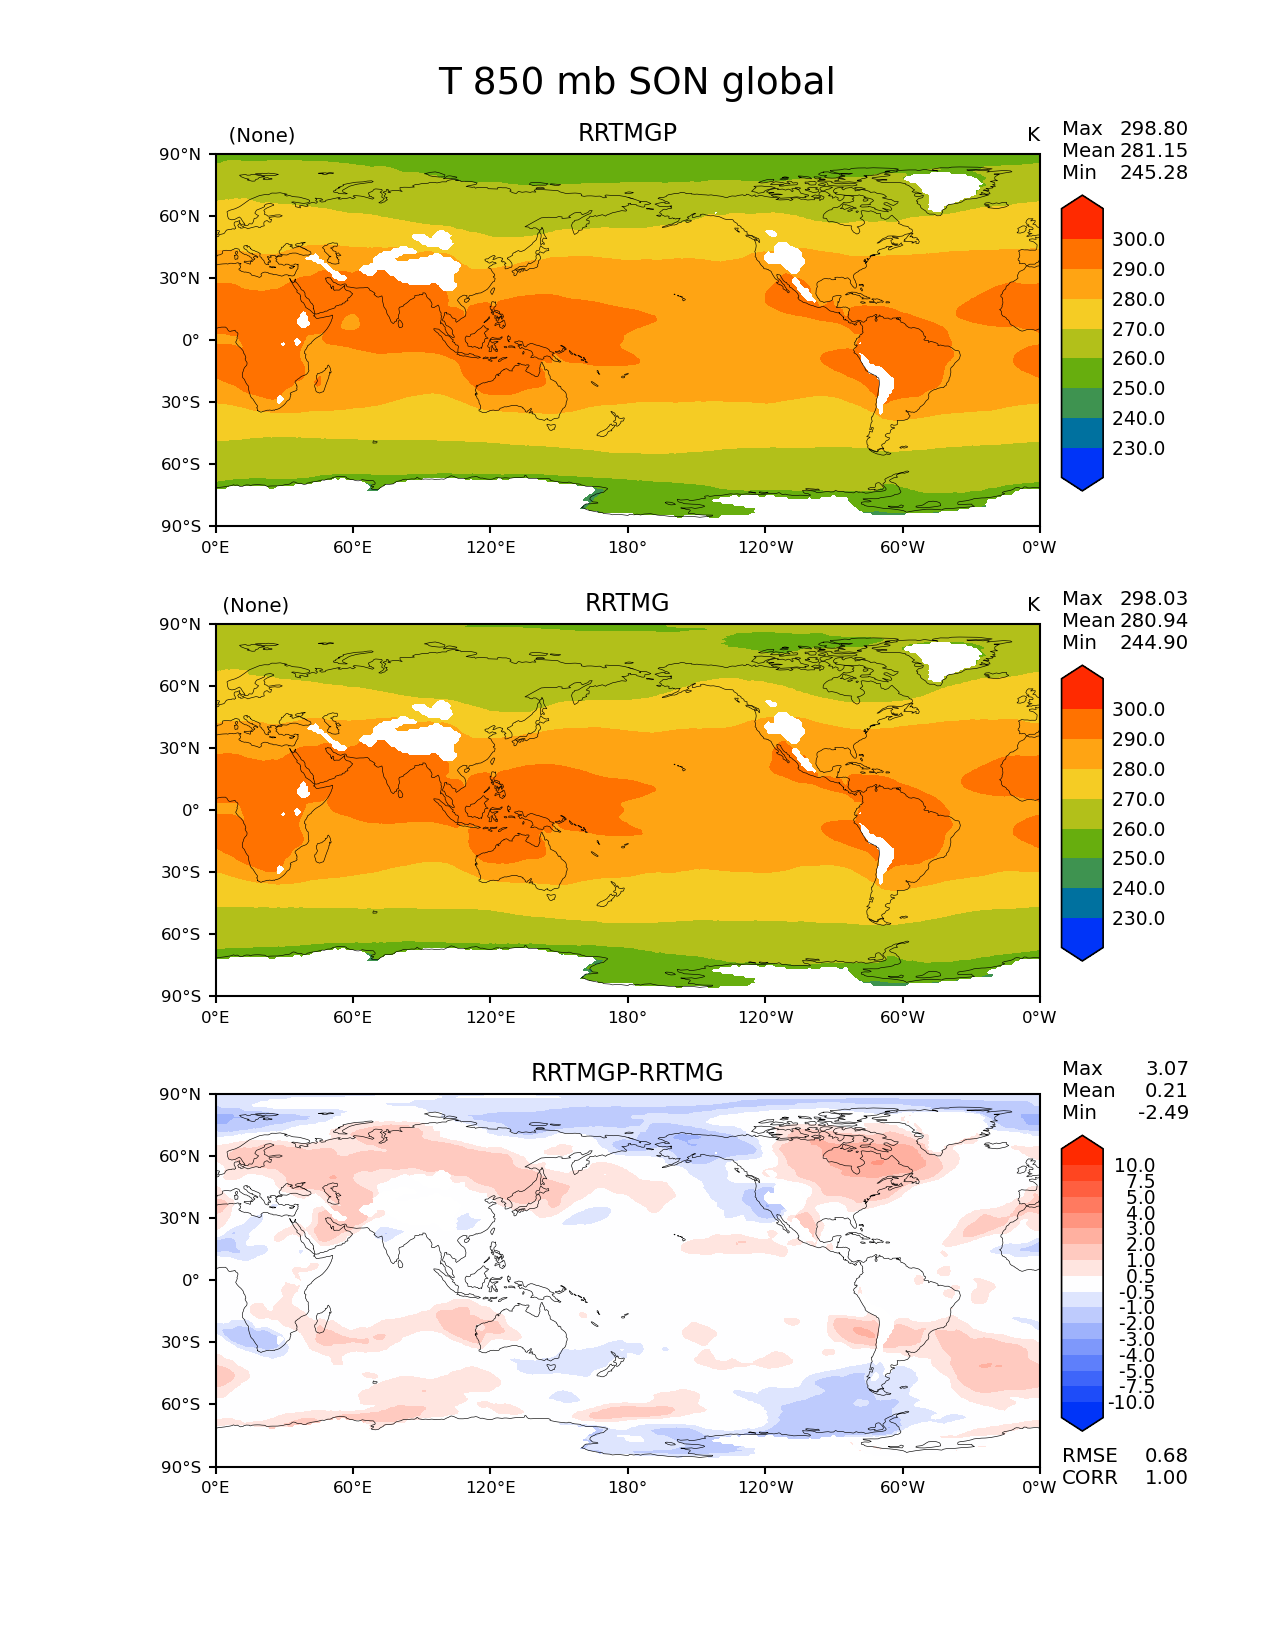 T 850 mb SON global
(None) RRTMGP K
Max 298.80
Mean 281.15
Min 245.28
90°N
60°N
30°N
0°
30°S
60°S
90°S
0°E 60°E 120°E 180° 120°W 60°W 0°W
300.0
290.0
280.0
270.0
260.0
250.0
240.0
230.0
(None) RRTMG K
Max 298.03
Mean 280.94
Min 244.90
90°N
60°N
30°N
0°
30°S
60°S
90°S
0°E 60°E 120°E 180° 120°W 60°W 0°W
300.0
290.0
280.0
270.0
260.0
250.0
240.0
230.0
RRTMGP-RRTMG
Max 3.07
Mean 0.21
Min -2.49
90°N
60°N
30°N
0°
30°S
60°S
90°S
0°E 60°E 120°E 180° 120°W 60°W 0°W
10.0
7.5
5.0
4.0
3.0
2.0
1.0
0.5
-0.5
-1.0
-2.0
-3.0
-4.0
-5.0
-7.5
-10.0
RMSE 0.68
CORR 1.00